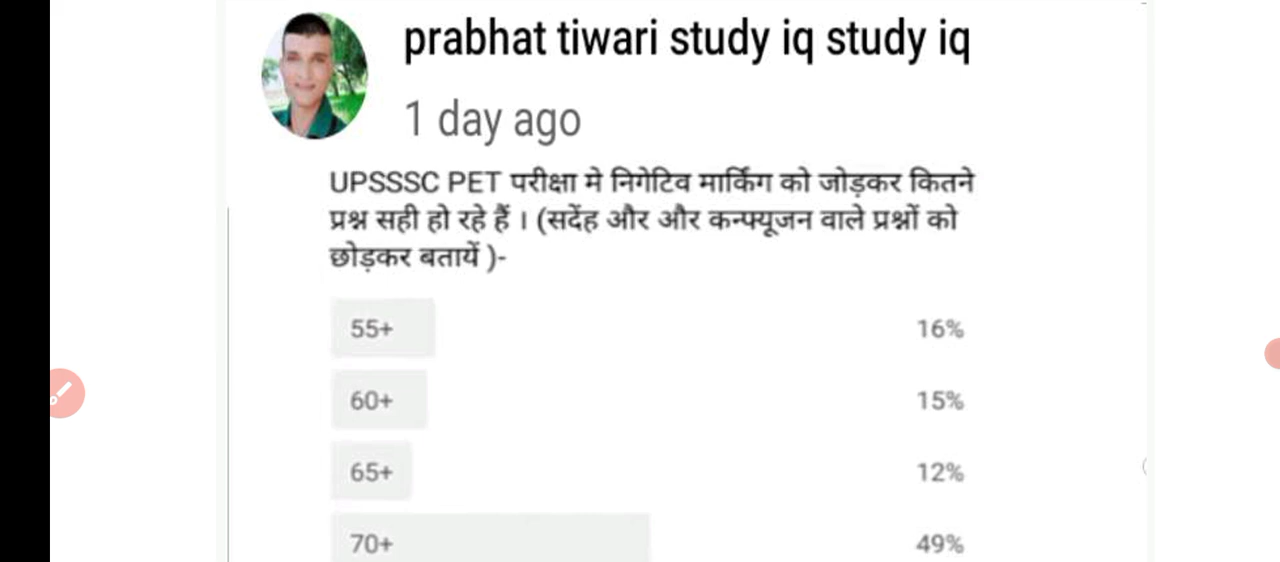 prabhat tiwari study iq study iq
1 day ago
UPSSSC PET परीक्षा मे निगेटिव मार्किंग को जोड़कर कितने
प्रश्न सही हो रहे हैं । (सदेंह और और कन्फ्यूजन वाले प्रश्नों को
छोड़कर बतायें )-
55+ 16%
60+ 15%
65+ 12%
70+ 49%